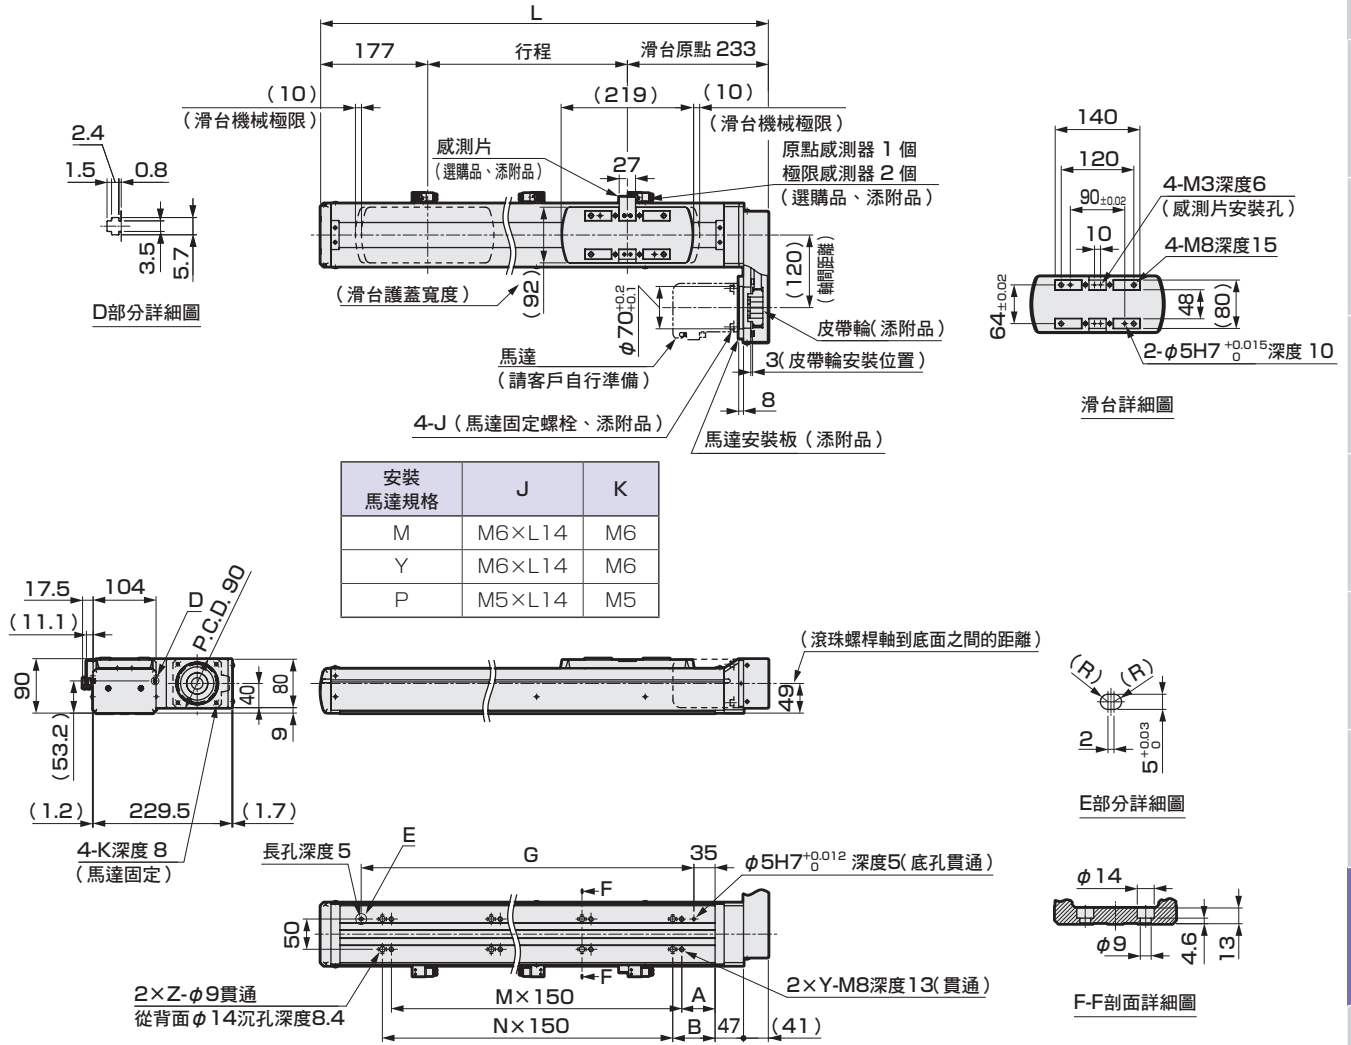 L
177
行程
滑台原點 233
(10)
(滑台機械極限)
(219)
(10)
(滑台機械極限)
感測片
(選購品、添附品)
27
原點感測器 1 個
極限感測器 2 個
(選購品、添附品)
2.4
1.5
0.8
3.5
5.7
D部分詳細圖
(滑台護蓋寬度)
(92)
φ70 +0.2 +0.1
(120)
(軸間距離)
皮帶輪(添附品)
馬達
(請客戶自行準備)
3(皮帶輪安裝位置)
8
4-J(馬達固定螺栓、添附品)
馬達安裝板(添附品)
140
120
90±0.02
10
4-M3深度6
(感測片安裝孔)
4-M8深度15
64±0.02
48
(80)
2-φ5H7 +0.015 0 深度 10
滑台詳細圖
安裝
馬達規格 J K
M M6×L14 M6
Y M6×L14 M6
P M5×L14 M5
17.5
104
D
P.C.D. 90
(11.1)
90
(53.2)
40
80
9
(1.2)
229.5
(1.7)
4-K深度 8
(馬達固定)
(滾珠螺桿軸到底面之間的距離)
49
(R)
(R)
2
5 +0.03 0
E部分詳細圖
長孔深度 5
E
G
35
φ5H7 +0.012 0 深度5(底孔貫通)
F
50
F
2×Z-φ9貫通
從背面φ14沉孔深度8.4
M×150
A
N×150
B
47
(41)
2×Y-M8深度13(貫通)
φ14
φ9
4.6
13
F-F剖面詳細圖